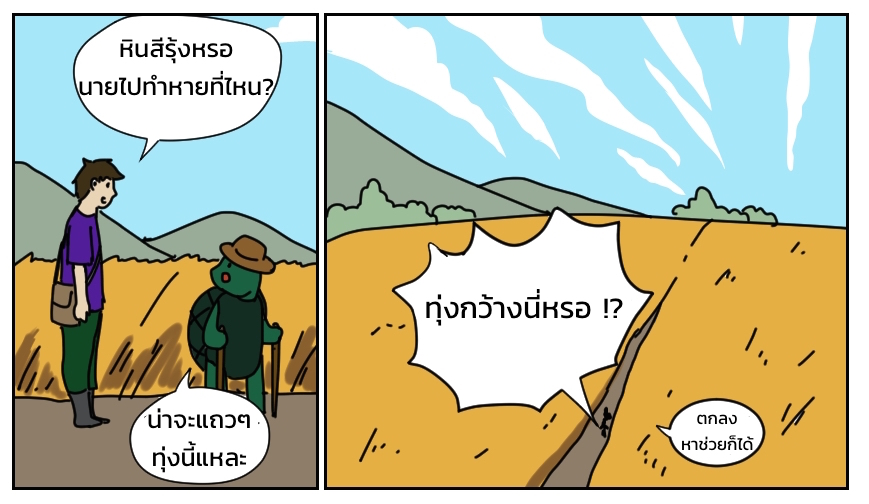 หินสีรุ้งหรอ
นายไปทำหายที่ไหน?
น่าจะแถวๆ
ทุ่งนี้แหละ
ทุ่งกว้างนี่หรอ !?
ตกลง
หาช่วยก็ได้